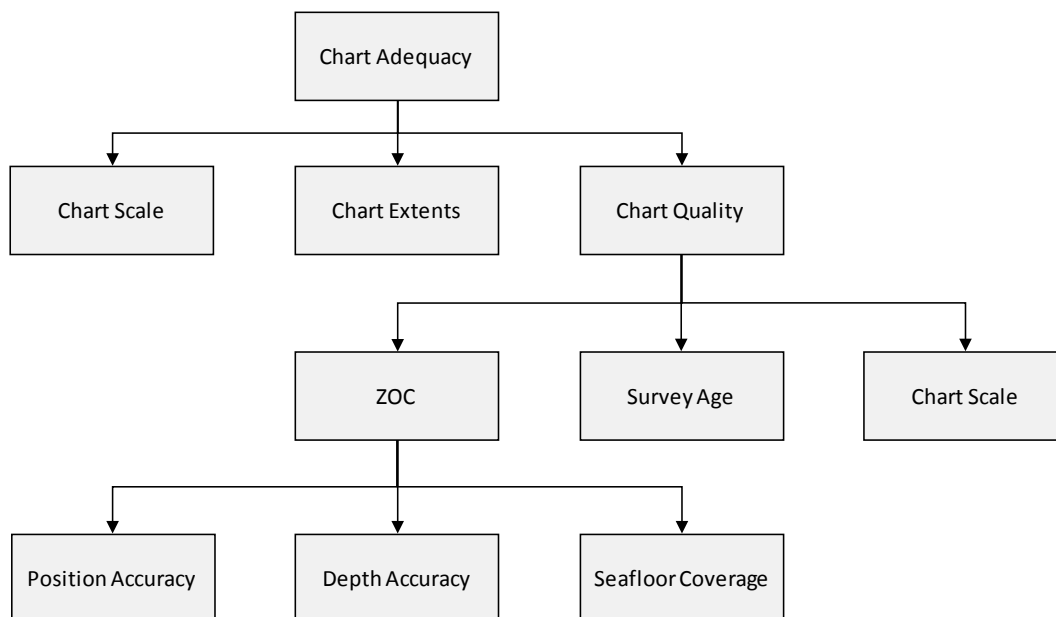 Chart Adequacy
Chart Scale
Chart Extents
Chart Quality
ZOC
Survey Age
Chart Scale
Position Accuracy
Depth Accuracy
Seafloor Coverage